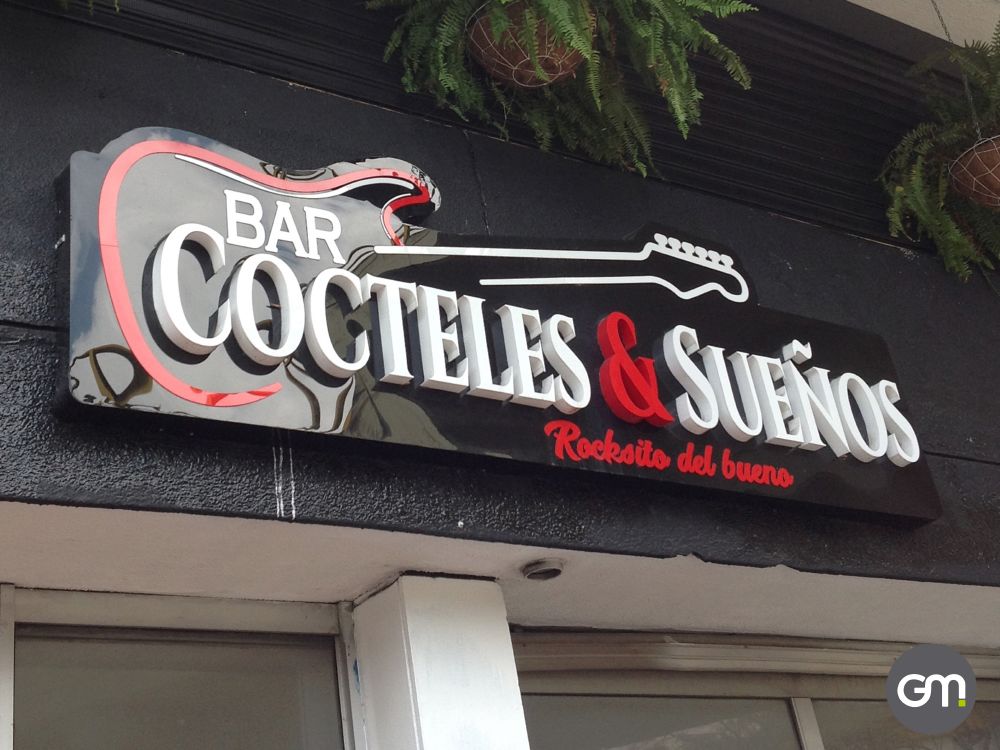 BAR
COCTELES & SUEÑOS
Rocksito del bueno
GM.